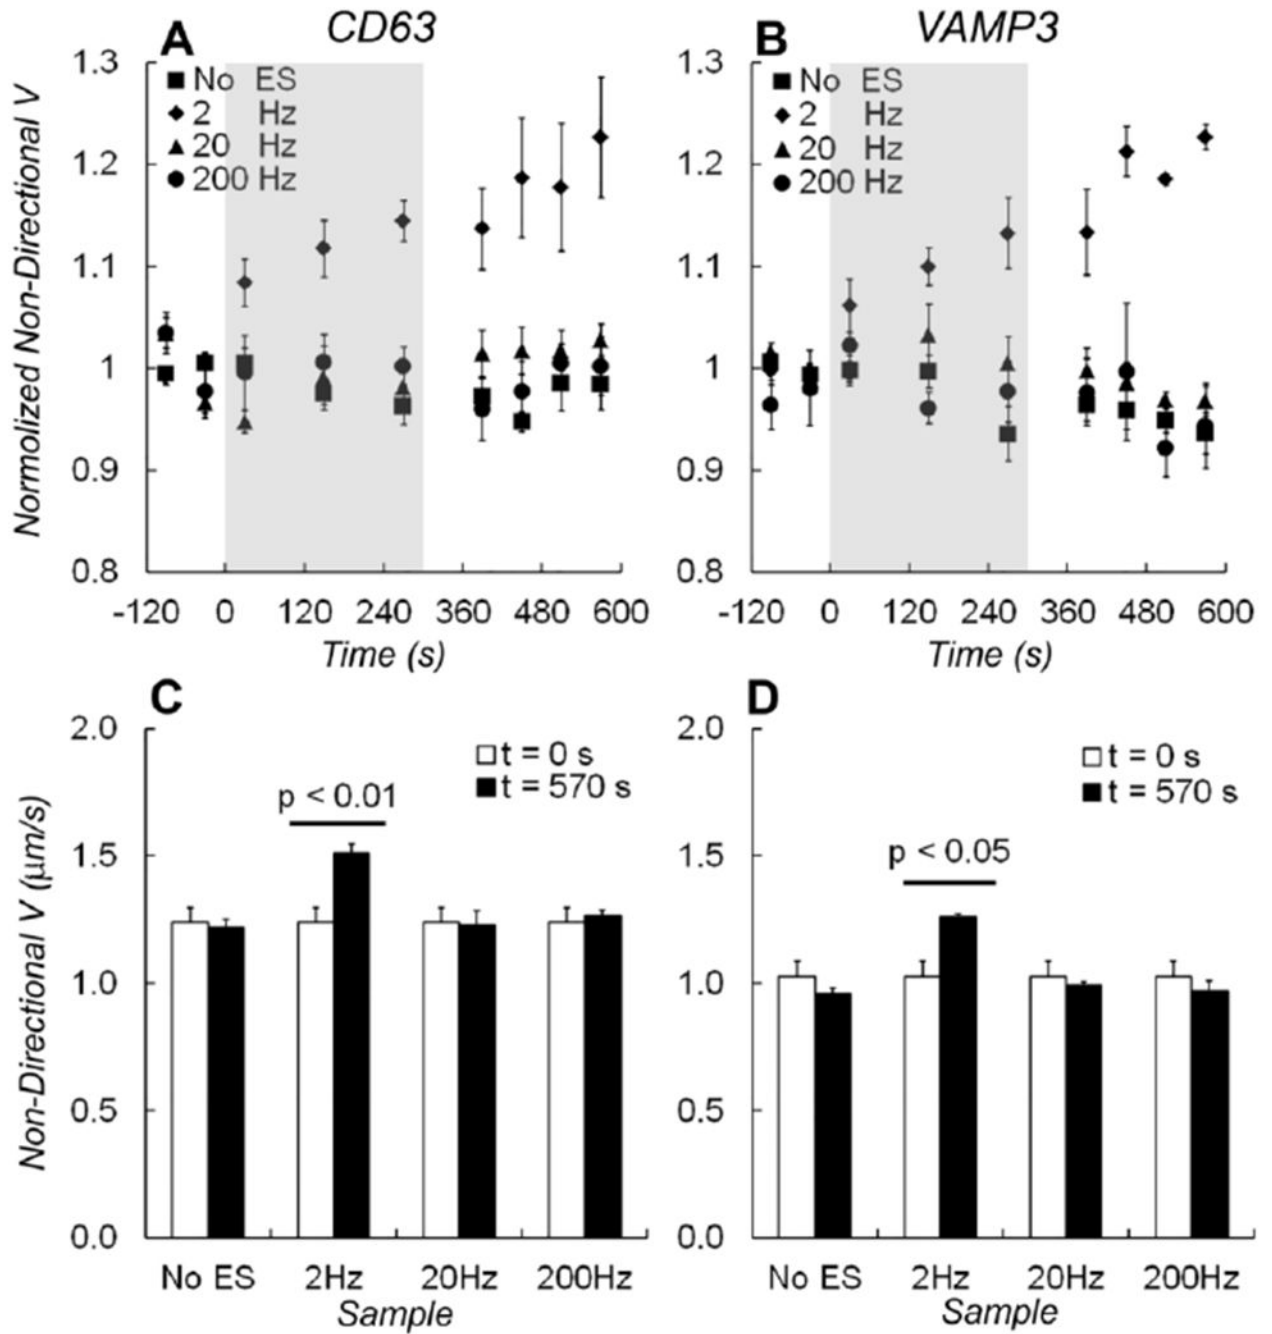 A CD63
Normolized Non-Directional V
1.3
1.2
1.1
1
0.9
0.8
No ES
2 Hz
20 Hz
200 Hz
-120 0 120 240 360 480 600
Time (s)
B VAMP3
1.3
1.2
1.1
1
0.9
0.8
No ES
2 Hz
20 Hz
200 Hz
-120 0 120 240 360 480 600
Time (s)
C
Non-Directional V (μm/s)
2.0
1.5
1.0
0.5
0.0
t = 0 s
t = 570 s
p < 0.01
No ES 2Hz 20Hz 200Hz
Sample
D
2.0
1.5
1.0
0.5
0.0
t = 0 s
t = 570 s
p < 0.05
No ES 2Hz 20Hz 200Hz
Sample